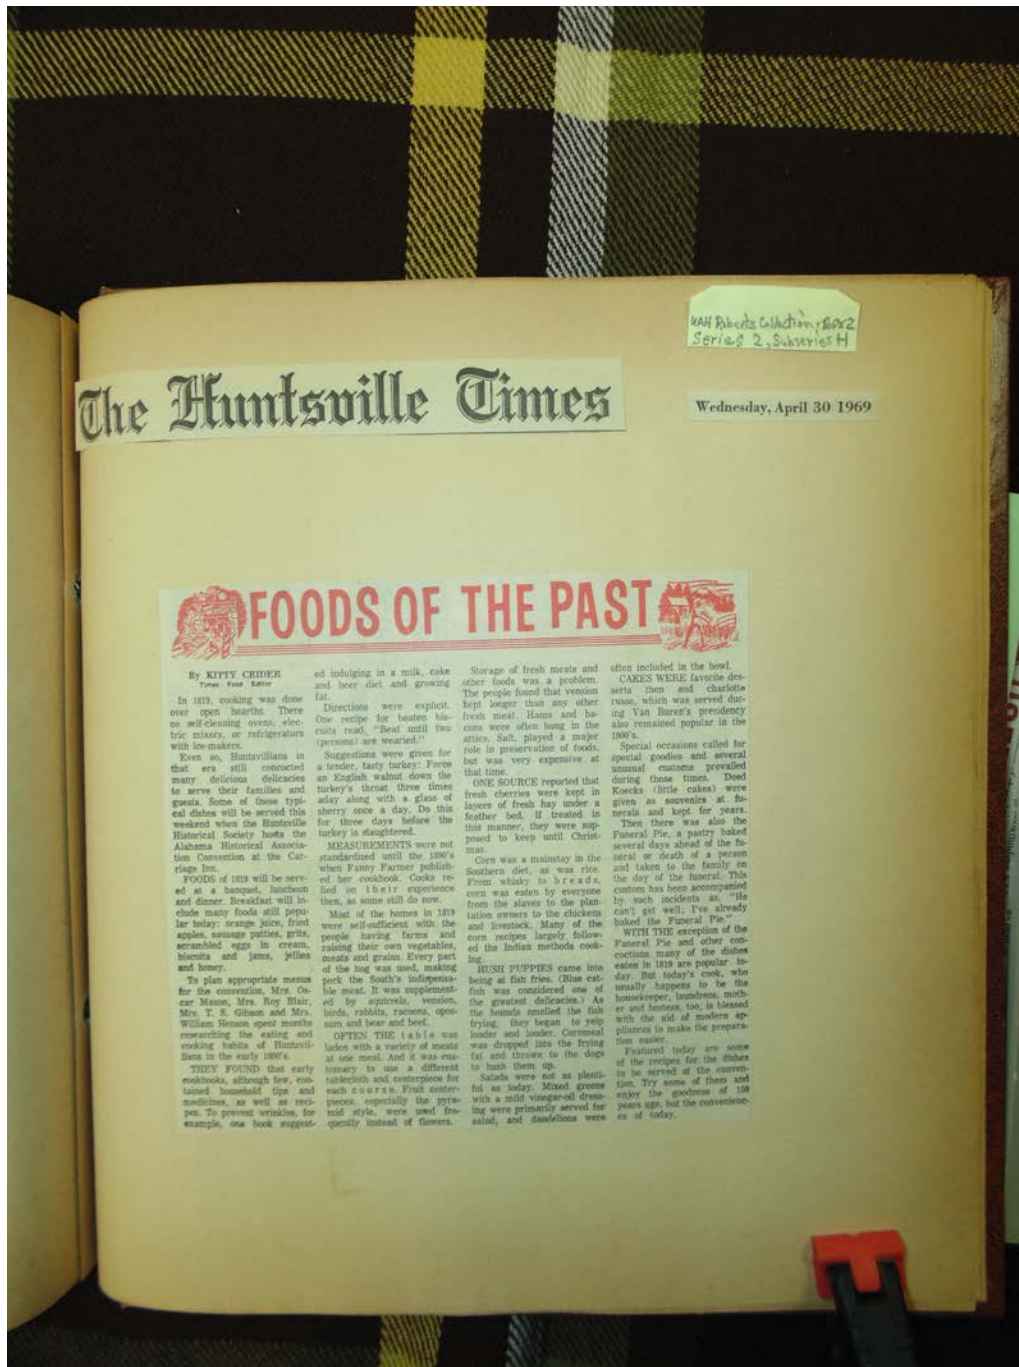 UAH Roberts Collection, Box 2
Series 2, Subseries H
The Huntsville Times
Wednesday, April 30 1969
FOODS OF THE PAST
By KITTY CRIDER
Times Food Editor
In 1819, cooking was done
over open hearths. There
no self-cleaning ovens, elec-
tric mixers, or refrigerators
with ice-makers.
Even so, Huntsvillians in
that era still concocted
many delicious delicacies
to serve their families and
guests. Some of these typi-
cal dishes will be served this
weekend when the Huntsville
Historical Society hosts the
Alabama Historical Associa-
tion Convention at the Car-
riage Inn.
FOODS of 1819 will be serv-
ed at a banquet, luncheon
and dinner. Breakfast will in-
clude many foods still popu-
lar today: orange juice, fried
apples, sausage patties, grits,
scrambled eggs in cream,
biscuits and jams, jellies
and honey.
To plan appropriate menus
for the convention, Mrs. Os-
car Mason, Mrs. Roy Blair,
Mrs. T. S. Gibson and Mrs.
William Henson spent months
researching the eating and
cooking habits of Huntsvil-
lians in the early 1800's.
THEY FOUND that early
cookbooks, although few, con-
tained household tips and
medicines, as well as reci-
pes. To prevent wrinkles, for
example, one book suggest-
ed indulging in a milk, cake
and beer diet and growing
fat.
Directions were explicit.
One recipe for beaten bis-
cuits read, "Beat until two
(persons) are wearied."
Suggestions were given for
a tender, tasty turkey: Force
an English walnut down the
turkey's throat three times
aday along with a glass of
sherry once a day. Do this
for three days before the
turkey is slaughtered.
MEASUREMENTS were not
standardized until the 1890's
when Fanny Farmer publish-
ed her cookbook. Cooks re-
lied on their experience
then, as some still do now.
Most of the homes in 1819
were self-sufficient with the
people having farms and
raising their own vegetables,
meats and grains. Every part
of the hog was used, making
pork the South's indispensa-
ble meat. It was supplement-
ed by squirrels, venison,
birds, rabbits, racoons, opos-
sum and bear and beef.
OFTEN THE table was
laden with a variety of meats
at one meal. And it was cus-
tomary to use a different
tablecloth and centerpiece for
each course. Fruit center-
pieces, especially the pyra-
mid style, were used fre-
quently instead of flowers.
Storage of fresh meats and
other foods was a problem.
The people found that venison
kept longer than any other
fresh meat. Hams and ba-
cons were often hung in the
attics. Salt, played a major
role in preservation of foods,
but was very expensive at
that time.
ONE SOURCE reported that
fresh cherries were kept in
layers of fresh hay under a
feather bed. If treated in
this manner, they were sup-
posed to keep until Christ-
mas.
Corn was a mainstay in the
Southern diet, as was rice.
From whisky to breads,
corn was eaten by everyone
from the slaves to the plan-
tation owners to the chickens
and livestock. Many of the
corn recipes largely follow-
ed the Indian methods cook-
ing.
HUSH PUPPIES came into
being at fish fries. (Blue cat-
fish was considered one of
the greatest delicacies.) As
the hounds smelled the fish
frying, they began to yelp
louder and louder. Cornmeal
was dropped into the frying
fat and thrown to the dogs
to hush them up.
Salads were not as plenti-
ful as today. Mixed greens
with a mild vinegar-oil dress-
ing were primarily served for
salad, and dandelions were
often included in the bowl.
CAKES WERE favorite des-
serts then and charlotte
russe, which was served dur-
ing Van Buren's presidency
also remained popular in the
1800's.
Special occasions called for
special goodies and several
unusual customs prevailed
during those times. Doed
Koecks (little cakes) were
given as souvenirs at fu-
nerals and kept for years.
Then there was also the
Funeral Pie, a pastry baked
several days ahead of the fu-
neral or death of a person
and taken to the family on
the day of the funeral. This
custom has been accompanied
by such incidents as, "He
can't get well; I've already
baked the Funeral Pie."
WITH THE exception of the
Funeral Pie and other con-
coctions many of the dishes
eaten in 1819 are popular to-
day. But today's cook, who
usually happens to be the
housekeeper, laundress, moth-
er and hostess, too, is blessed
with the aid of modern ap-
pliances to make the prepara-
tion easier.
Featured today are some
of the recipes for the dishes
to be served at the conven-
tion. Try some of them and
enjoy the goodness of 150
years ago, but the convenienc-
es of today.